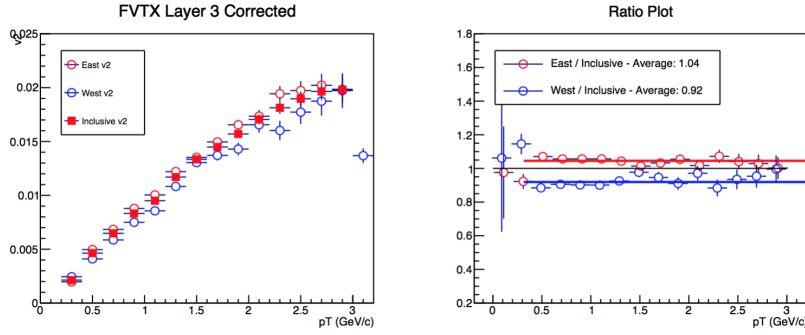 FVTX Layer 3 Corrected
v2
0.025
0.02
0.015
0.01
0.005
0
East v2
West v2
Inclusive v2
0 0.5 1 1.5 2 2.5 3
pT (GeV/c)
Ratio Plot
1.8
1.6
1.4
1.2
1
0.8
0.6
0.4
0.2
East / Inclusive - Average: 1.04
West / Inclusive - Average: 0.92
0 0.5 1 1.5 2 2.5 3
pT (GeV/c)